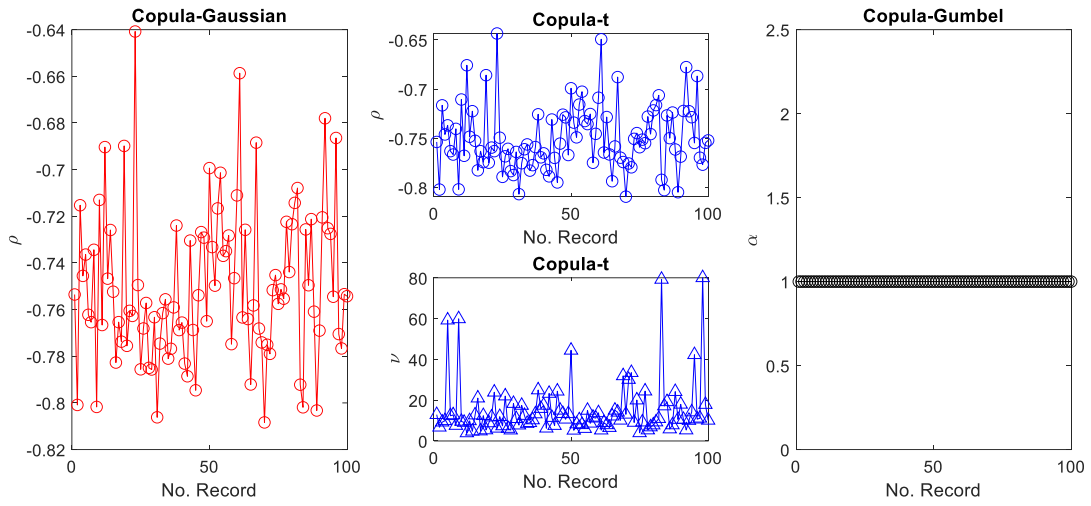 Copula-Gaussian
-0.64
-0.66
-0.68
-0.7
-0.72
-0.74
-0.76
-0.78
-0.8
-0.82
ρ
0 50 100
No. Record
Copula-t
-0.65
-0.7
-0.75
-0.8
ρ
0 50 100
No. Record
Copula-t
80
60
40
20
0
ν
0 50 100
No. Record
Copula-Gumbel
2.5
2
1.5
1
0.5
0
α
0 50 100
No. Record